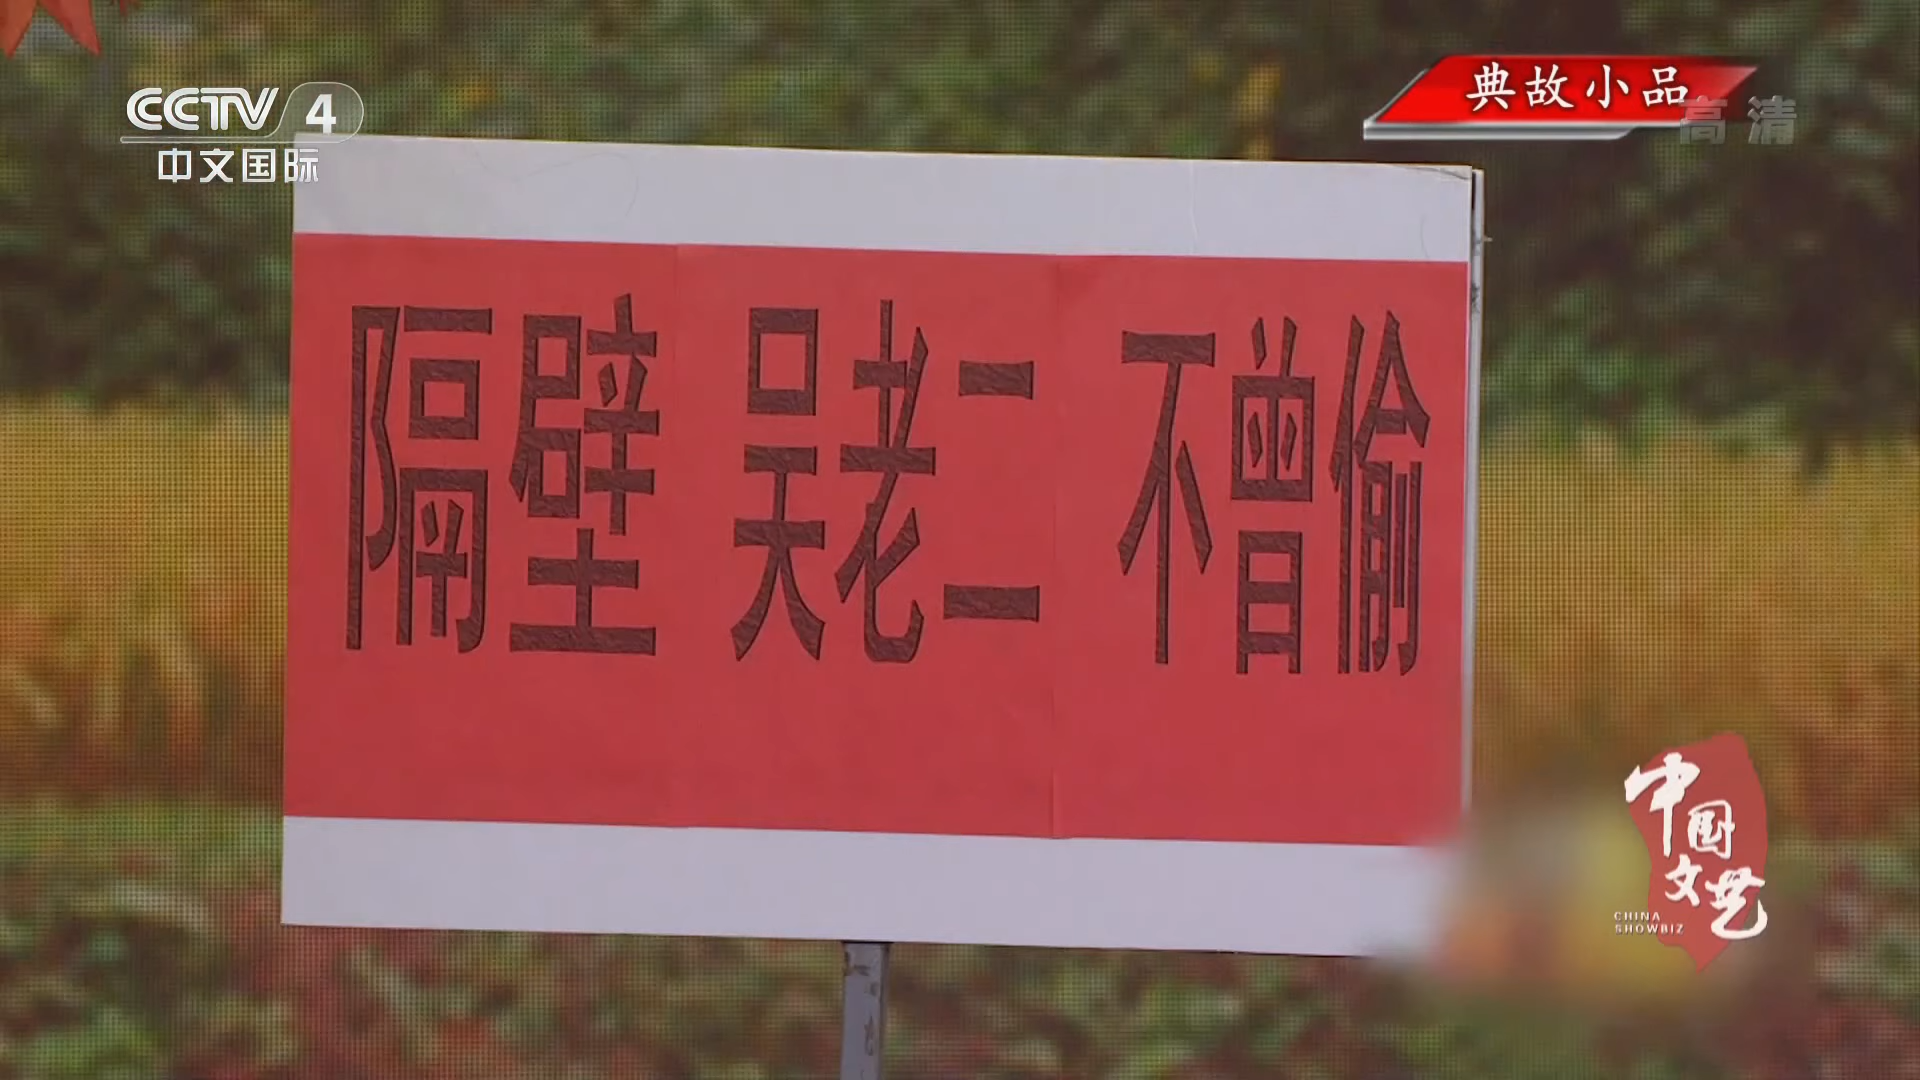 CCTV 4
中文国际
典故小品
高清
隔壁 吴老二 不曾偷
中国文艺
CHINA
SHOWBIZ